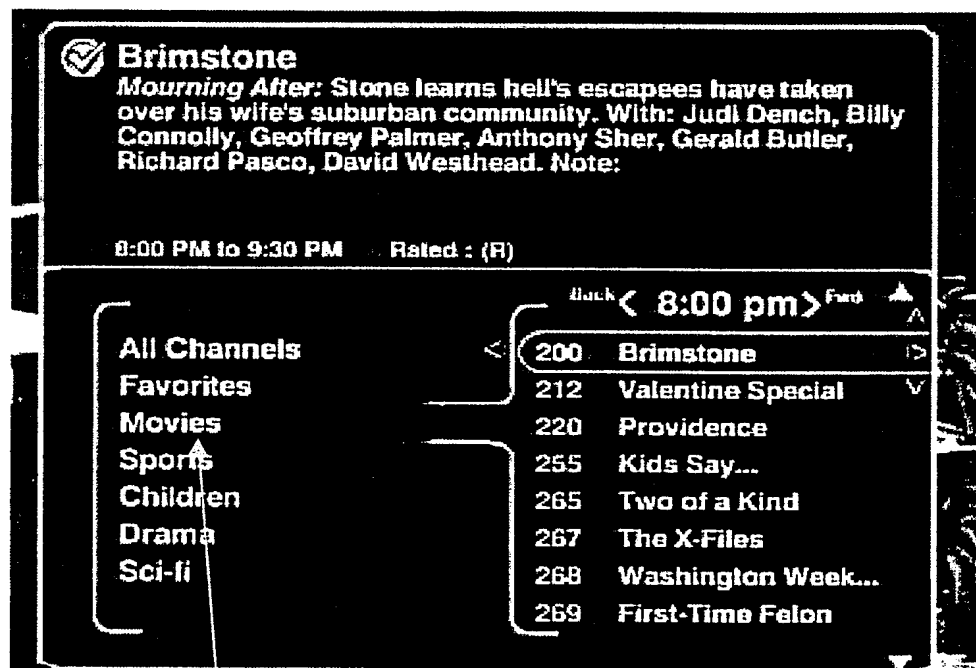 Brimstone
Mourning After: Stone learns hell's escapees have taken
over his wife's suburban community. With: Judi Dench, Billy
Connolly, Geoffrey Palmer, Anthony Sher, Gerald Butler,
Richard Pasco, David Westhead. Note:
8:00 PM to 9:30 PM Rated : (R)
Back < 8:00 pm > Fwd
All Channels
Favorites
Movies
Sports
Children
Drama
Sci-fi
200 Brimstone
212 Valentine Special
220 Providence
255 Kids Say...
265 Two of a Kind
267 The X-Files
268 Washington Week...
269 First-Time Felon